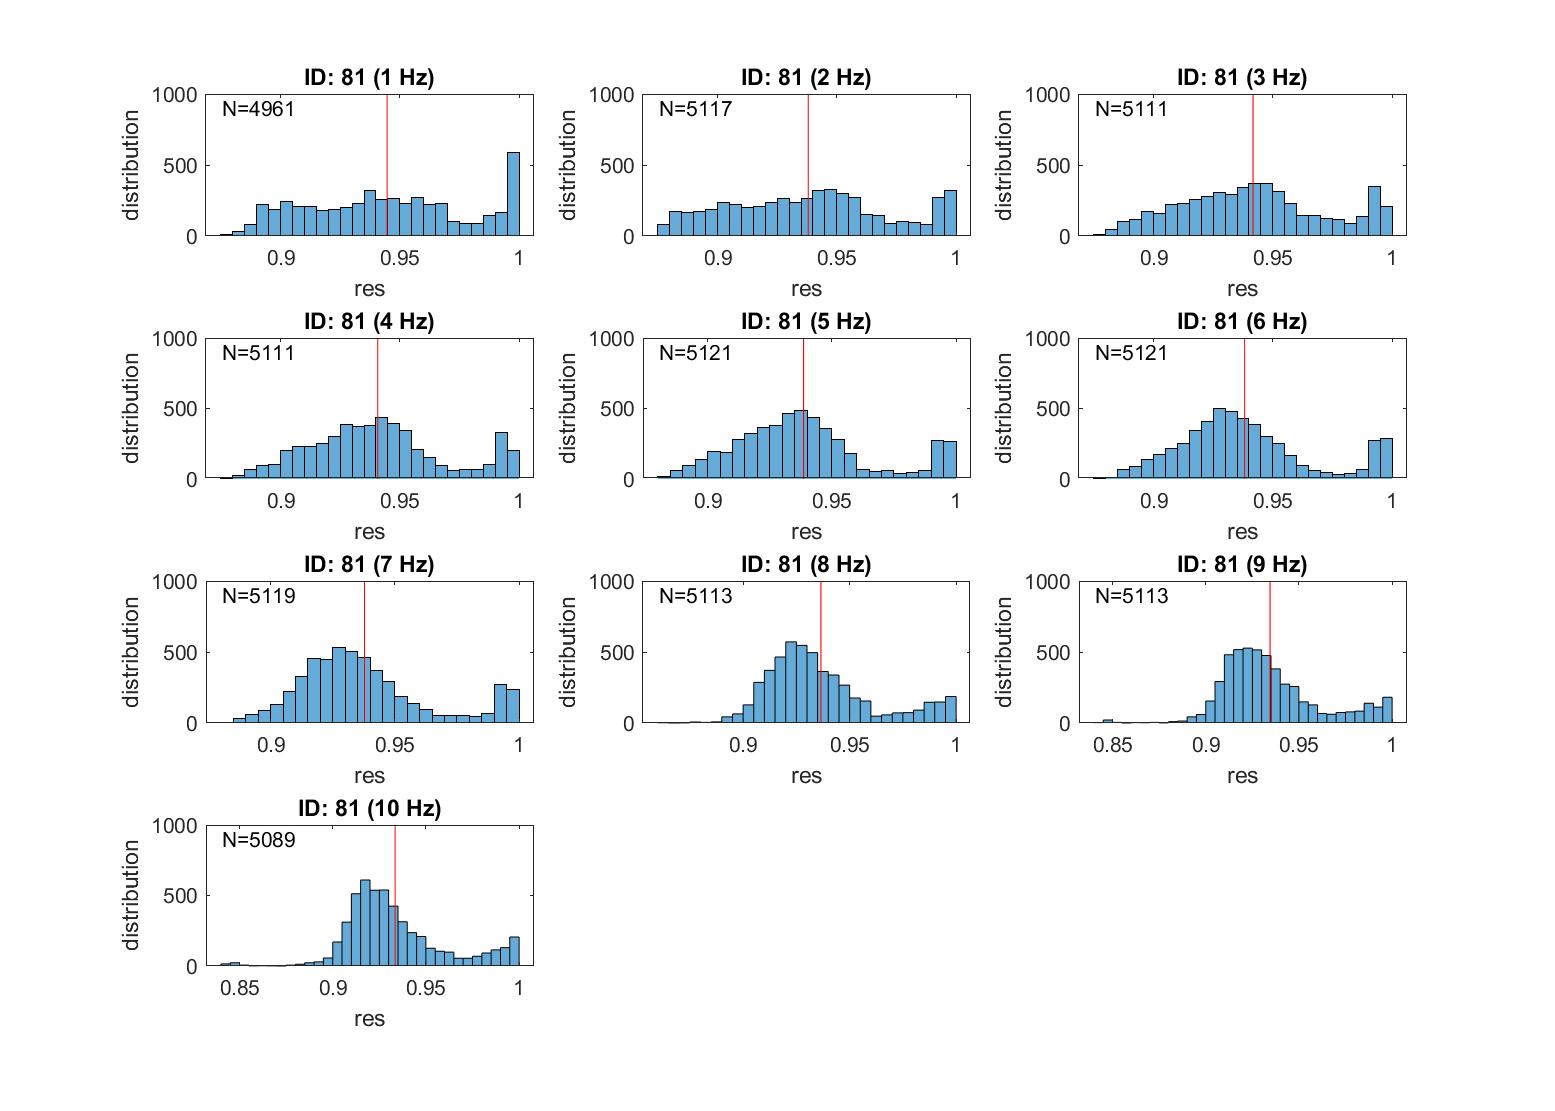 ID: 81 (1 Hz)
N=4961
1000
500
0
distribution
0.9 0.95 1
res
ID: 81 (2 Hz)
N=5117
1000
500
0
distribution
0.9 0.95 1
res
ID: 81 (3 Hz)
N=5111
1000
500
0
distribution
0.9 0.95 1
res
ID: 81 (4 Hz)
N=5111
1000
500
0
distribution
0.9 0.95 1
res
ID: 81 (5 Hz)
N=5121
1000
500
0
distribution
0.9 0.95 1
res
ID: 81 (6 Hz)
N=5121
1000
500
0
distribution
0.9 0.95 1
res
ID: 81 (7 Hz)
N=5119
1000
500
0
distribution
0.9 0.95 1
res
ID: 81 (8 Hz)
N=5113
1000
500
0
distribution
0.9 0.95 1
res
ID: 81 (9 Hz)
N=5113
1000
500
0
distribution
0.85 0.9 0.95 1
res
ID: 81 (10 Hz)
N=5089
1000
500
0
distribution
0.85 0.9 0.95 1
res